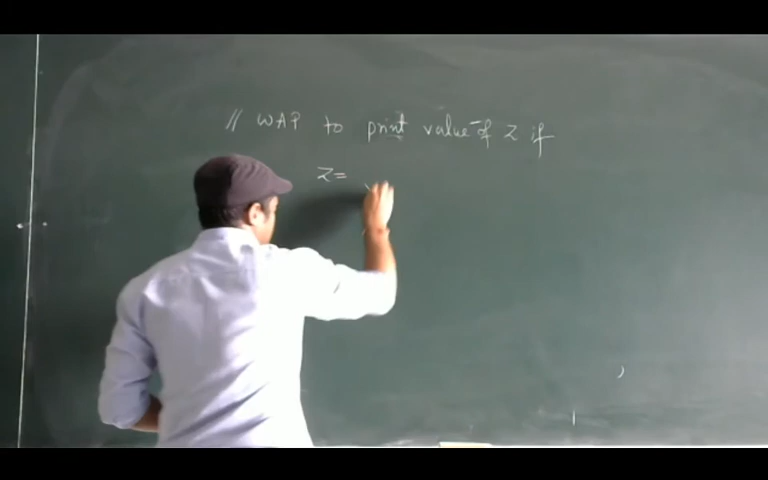 // WAP to print value of Z if
Z=